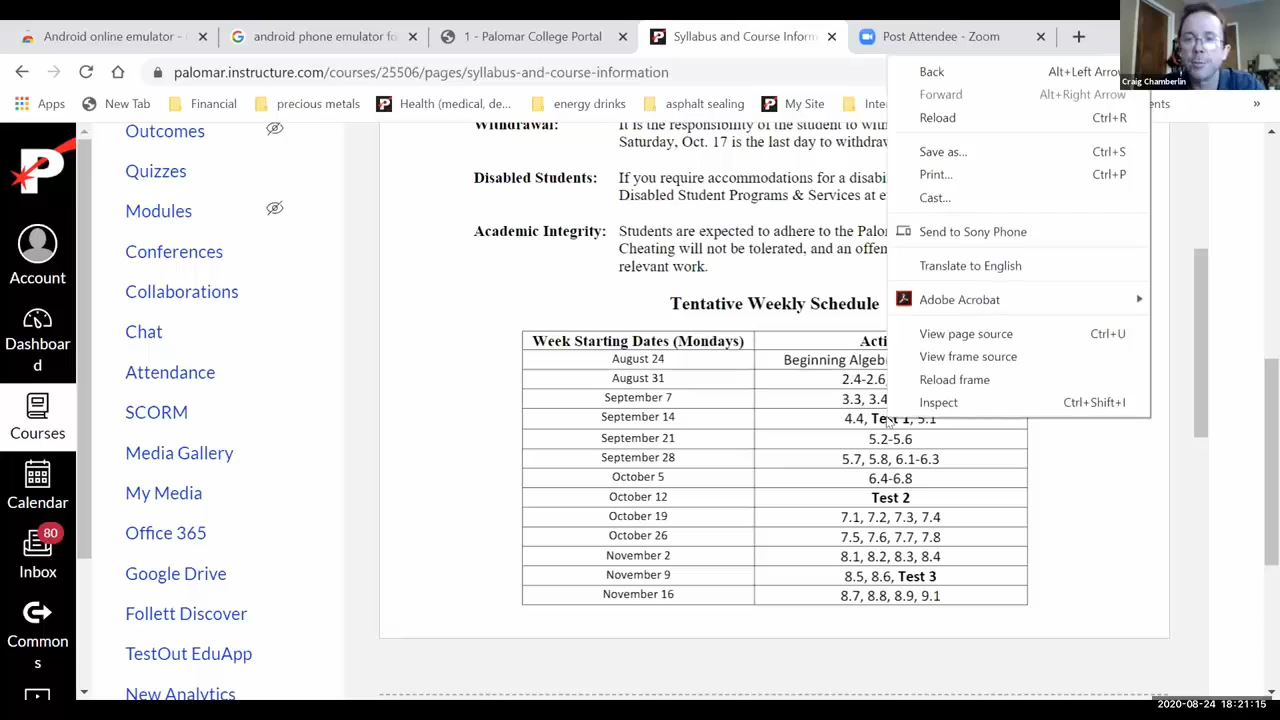 Android online emulator -
android phone emulator fo
1 - Palomar College Portal
Syllabus and Course Inform
Post Attendee - Zoom
palomar.instructure.com/courses/25506/pages/syllabus-and-course-information
Craig Chamberlin
Apps
New Tab
Financial
precious metals
Health (medical, de...
energy drinks
asphalt sealing
My Site
»
Back Alt+Left Arrow
Forward Alt+Right Arrow
Reload Ctrl+R
Save as... Ctrl+S
Print... Ctrl+P
Cast...
Send to Sony Phone
Translate to English
Adobe Acrobat
View page source Ctrl+U
View frame source
Reload frame
Inspect Ctrl+Shift+I
P
Account
Dashboar
d
Courses
Calendar
80
Inbox
Common
s
Outcomes
Quizzes
Modules
Conferences
Collaborations
Chat
Attendance
SCORM
Media Gallery
My Media
Office 365
Google Drive
Follett Discover
TestOut EduApp
New Analytics
Withdrawal: It is the responsibility of the student to with
Saturday, Oct. 17 is the last day to withdraw
Disabled Students: If you require accommodations for a disabi
Disabled Student Programs & Services at e
Academic Integrity: Students are expected to adhere to the Palo
Cheating will not be tolerated, and an offen
relevant work.
Tentative Weekly Schedule
Week Starting Dates (Mondays) Acti
August 24 Beginning Algeb
August 31 2.4-2.6,
September 7 3.3, 3.4
September 14 4.4, Test 1, 5.1
September 21 5.2-5.6
September 28 5.7, 5.8, 6.1-6.3
October 5 6.4-6.8
October 12 Test 2
October 19 7.1, 7.2, 7.3, 7.4
October 26 7.5, 7.6, 7.7, 7.8
November 2 8.1, 8.2, 8.3, 8.4
November 9 8.5, 8.6, Test 3
November 16 8.7, 8.8, 8.9, 9.1
2020-08-24 18:21:15